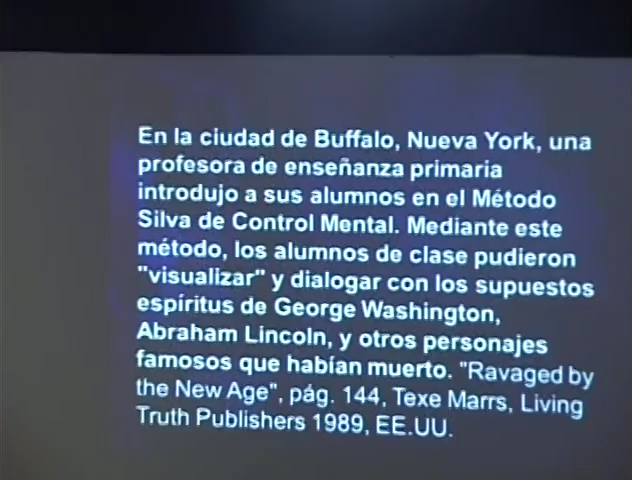 En la ciudad de Buffalo, Nueva York, una
profesora de enseñanza primaria
introdujo a sus alumnos en el Método
Silva de Control Mental. Mediante este
método, los alumnos de clase pudieron
"visualizar" y dialogar con los supuestos
espíritus de George Washington,
Abraham Lincoln, y otros personajes
famosos que habían muerto. "Ravaged by
the New Age", pág. 144, Texe Marrs, Living
Truth Publishers 1989, EE.UU.